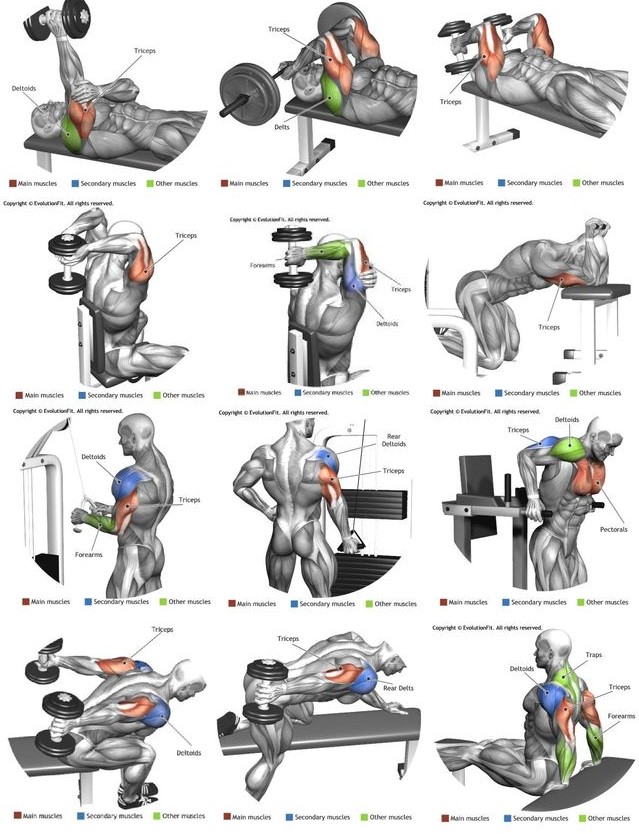 Triceps
Deltoids
Main muscles Secondary muscles Other muscles
Triceps
Delts
Main muscles Secondary muscles Other muscles
Triceps
Main muscles Secondary muscles Other muscles
Copyright © EvolutionFit. All rights reserved.
Triceps
Main muscles Secondary muscles Other muscles
Copyright © EvolutionFit. All rights reserved.
Forearms
Triceps
Deltoids
Main muscles Secondary muscles Other muscles
Copyright © EvolutionFit. All rights reserved.
Triceps
Main muscles Secondary muscles Other muscles
Copyright © EvolutionFit. All rights reserved.
Deltoids
Triceps
Forearms
Main muscles Secondary muscles Other muscles
Copyright © EvolutionFit. All rights reserved.
Rear
Deltoids
Triceps
Main muscles Secondary muscles Other muscles
Copyright © EvolutionFit. All rights reserved.
Triceps
Deltoids
Pectorals
Main muscles Secondary muscles Other muscles
Triceps
Deltoids
Main muscles Secondary muscles Other muscles
Triceps
Rear Delts
Main muscles Secondary muscles Other muscles
Copyright © EvolutionFit. All rights reserved.
Traps
Deltoids
Triceps
Forearms
Main muscles Secondary muscles Other muscles